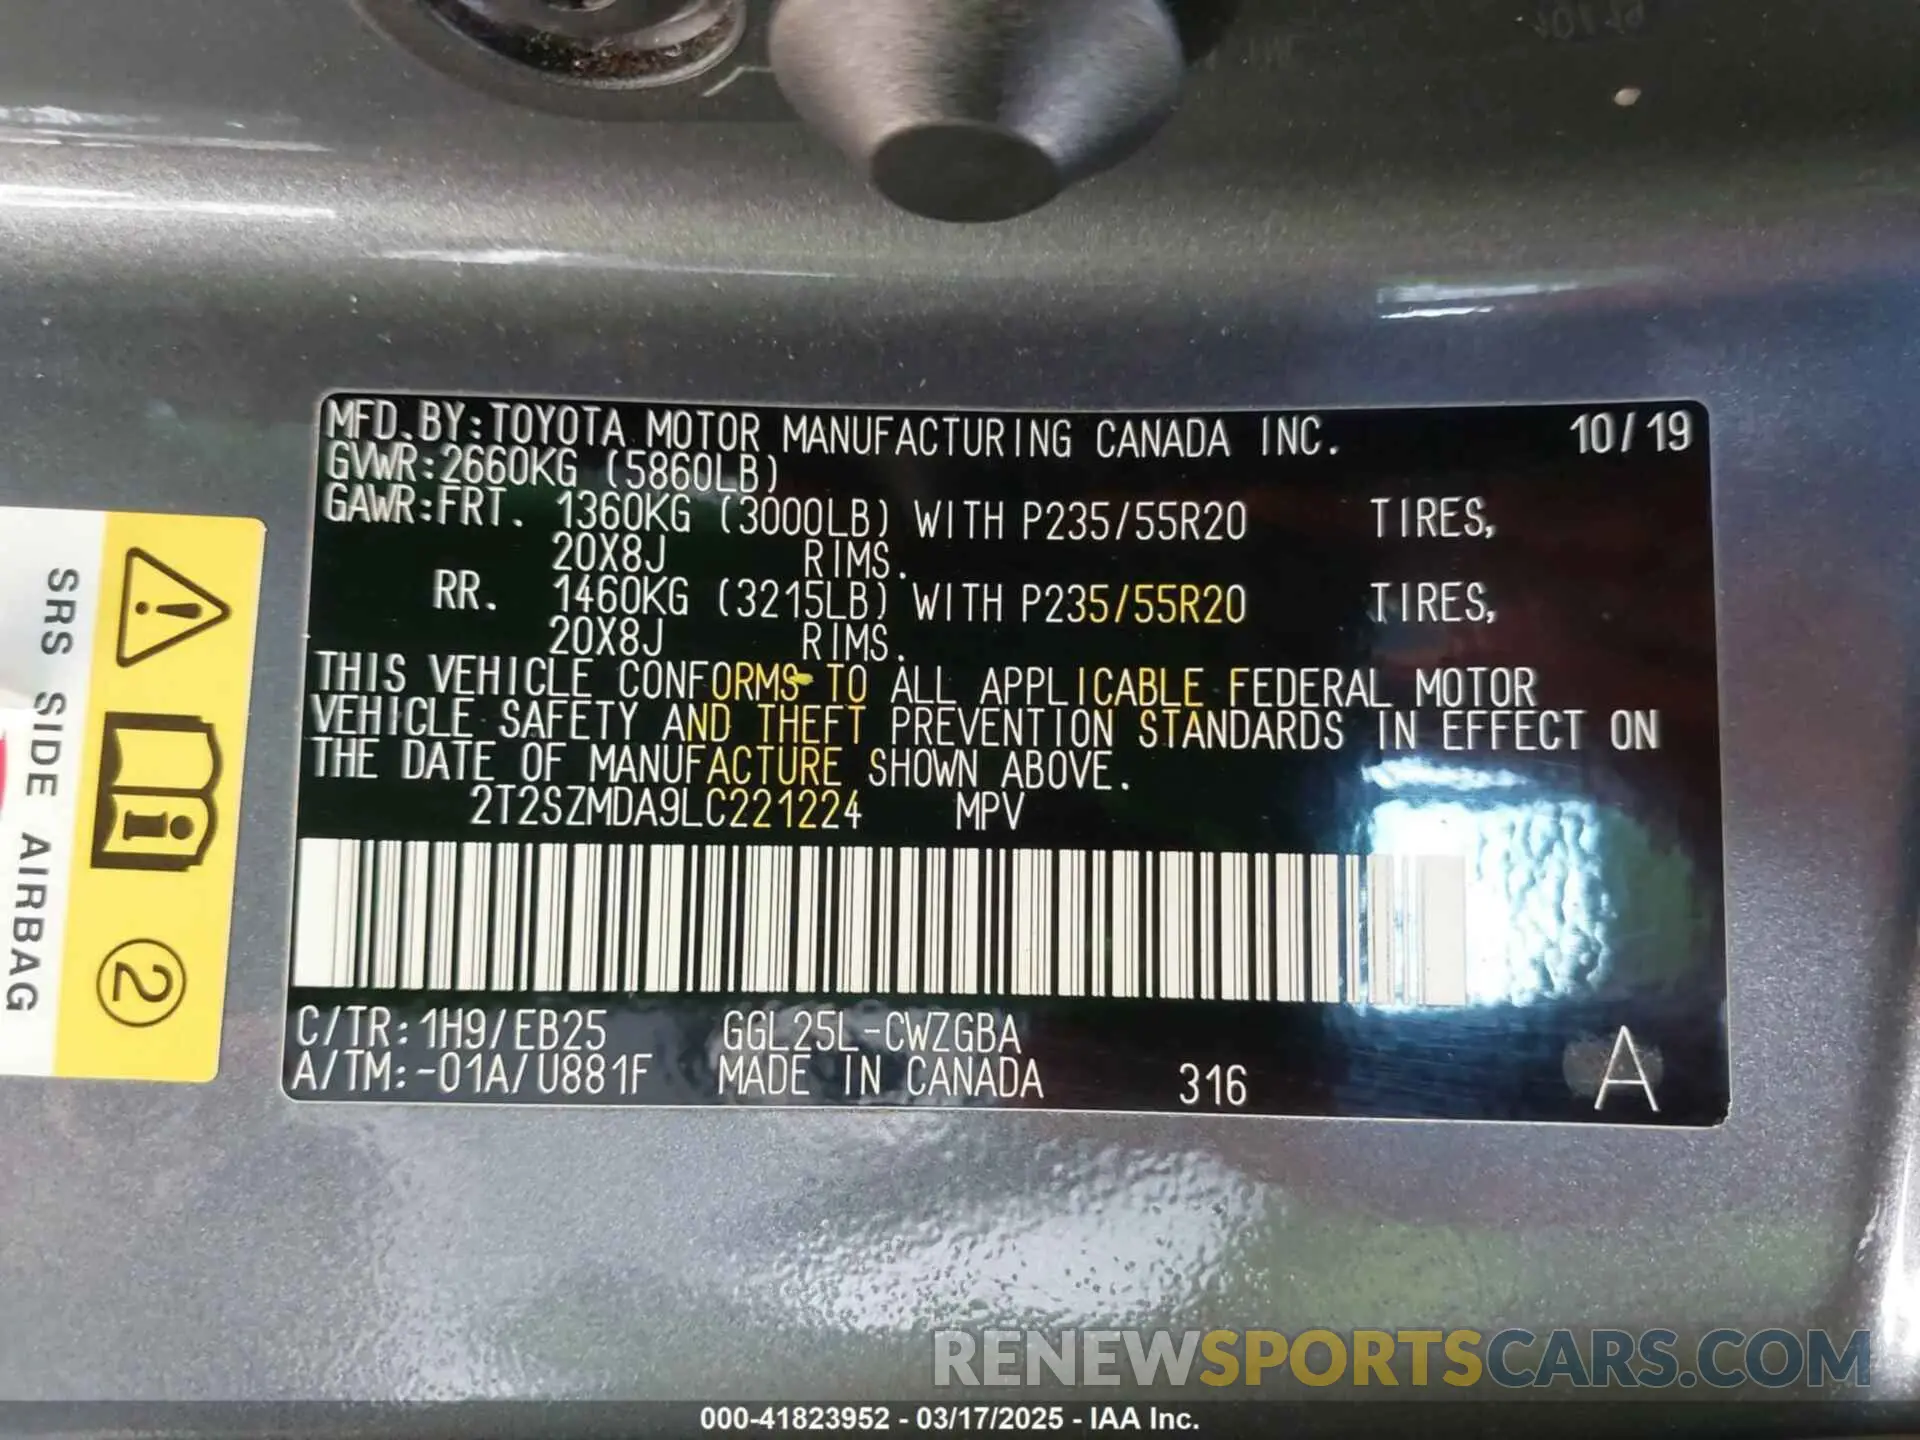 MFD. BY: TOYOTA MOTOR MANUFACTURING CANADA INC. 10/19
GVWR: 2660KG (5860LB)
GAWR: FRT. 1360KG (3000LB) WITH P235/55R20 TIRES,
20X8J RIMS.
RR. 1460KG (3215LB) WITH P235/55R20 TIRES,
20X8J RIMS.
THIS VEHICLE CONFORMS TO ALL APPLICABLE FEDERAL MOTOR
VEHICLE SAFETY AND THEFT PREVENTION STANDARDS IN EFFECT ON
THE DATE OF MANUFACTURE SHOWN ABOVE.
2T2SZMDA9LC221224 MPV
C/TR: 1H9/EB25 GGL25L-CWZGBA
A/TM: -01A/U881F MADE IN CANADA 316 A
SRS SIDE AIRBAG
2
RENEWSPORTSCARS.COM
000-41823952 - 03/17/2025 - IAA Inc.